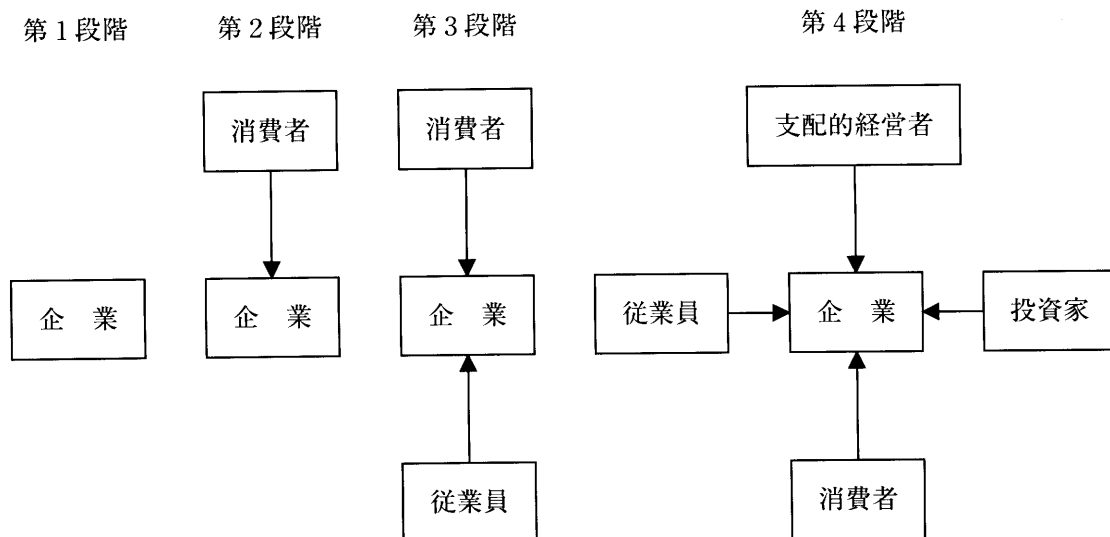 第1段階 第2段階 第3段階 第4段階
消費者 消費者 支配的経営者
企 業 企 業 企 業 従業員 企 業 投資家
従業員 消費者